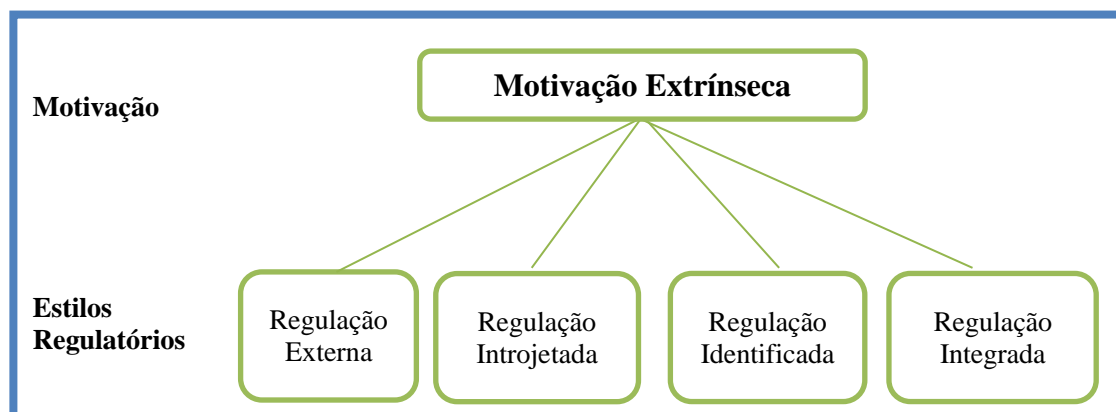 Motivação Extrínseca
Motivação
Estilos
Regulatórios
Regulação
Externa
Regulação
Introjetada
Regulação
Identificada
Regulação
Integrada